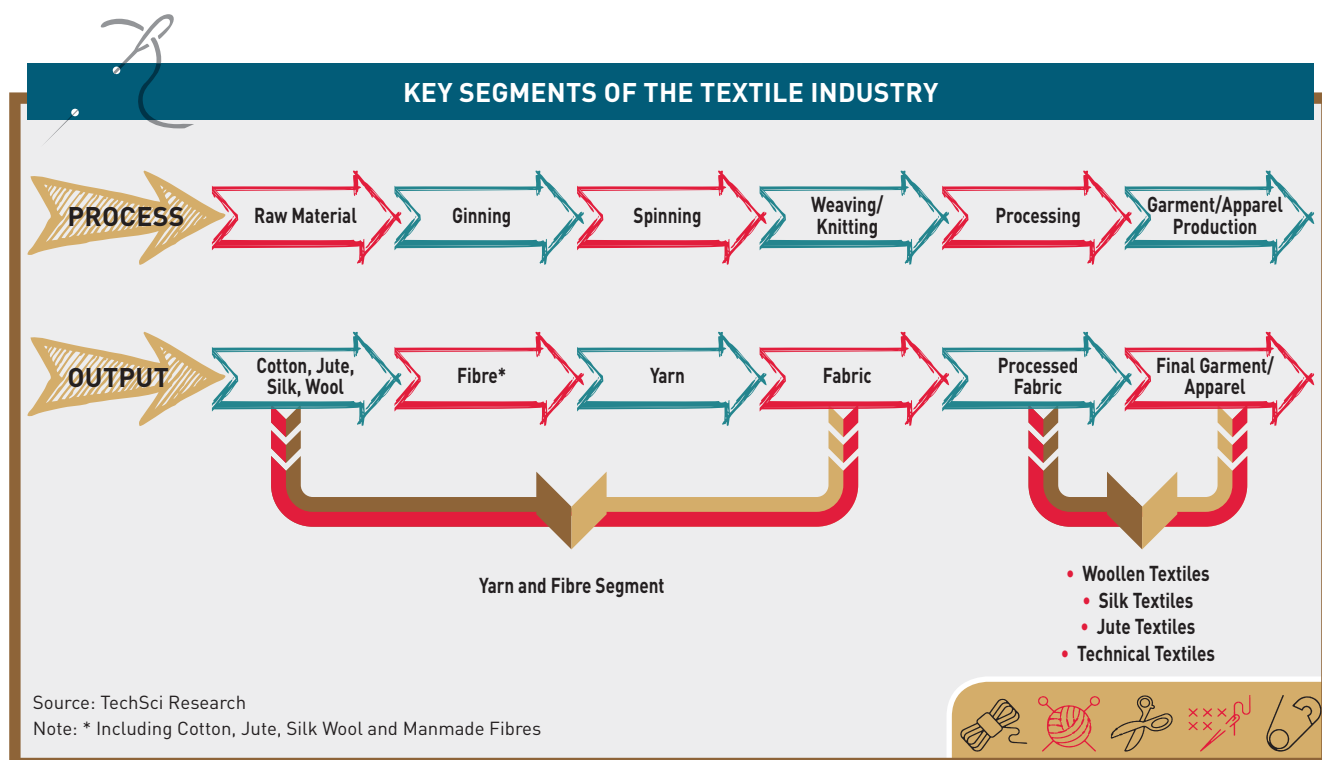 KEY SEGMENTS OF THE TEXTILE INDUSTRY
PROCESS
Raw Material
Ginning
Spinning
Weaving/
Knitting
Processing
Garment/Apparel
Production
OUTPUT
Cotton, Jute,
Silk, Wool
Fibre*
Yarn
Fabric
Processed
Fabric
Final Garment/
Apparel
Yarn and Fibre Segment
• Woollen Textiles
• Silk Textiles
• Jute Textiles
• Technical Textiles
Source: TechSci Research
Note: * Including Cotton, Jute, Silk Wool and Manmade Fibres